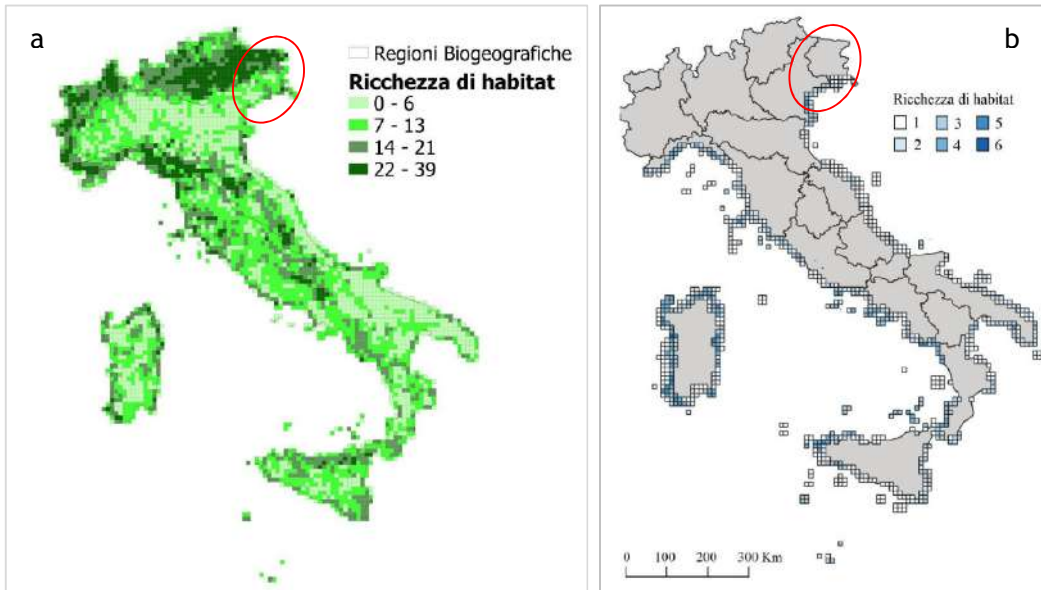 a
Regioni Biogeografiche
Ricchezza di habitat
0 - 6
7 - 13
14 - 21
22 - 39
b
Ricchezza di habitat
1 3 5
2 4 6
0 100 200 300 Km